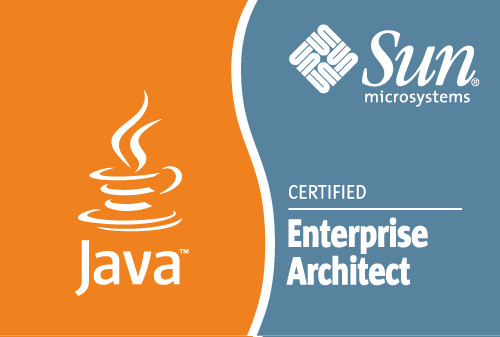 Sun®
microsystems
Java™
CERTIFIED
Enterprise
Architect